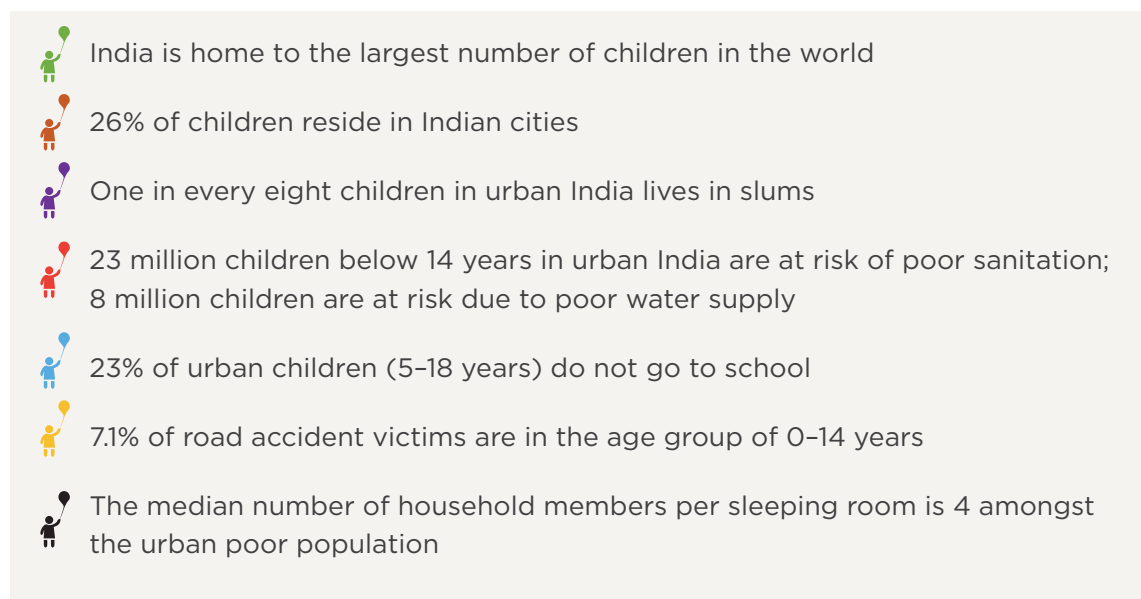 India is home to the largest number of children in the world
26% of children reside in Indian cities
One in every eight children in urban India lives in slums
23 million children below 14 years in urban India are at risk of poor sanitation;
8 million children are at risk due to poor water supply
23% of urban children (5–18 years) do not go to school
7.1% of road accident victims are in the age group of 0–14 years
The median number of household members per sleeping room is 4 amongst
the urban poor population